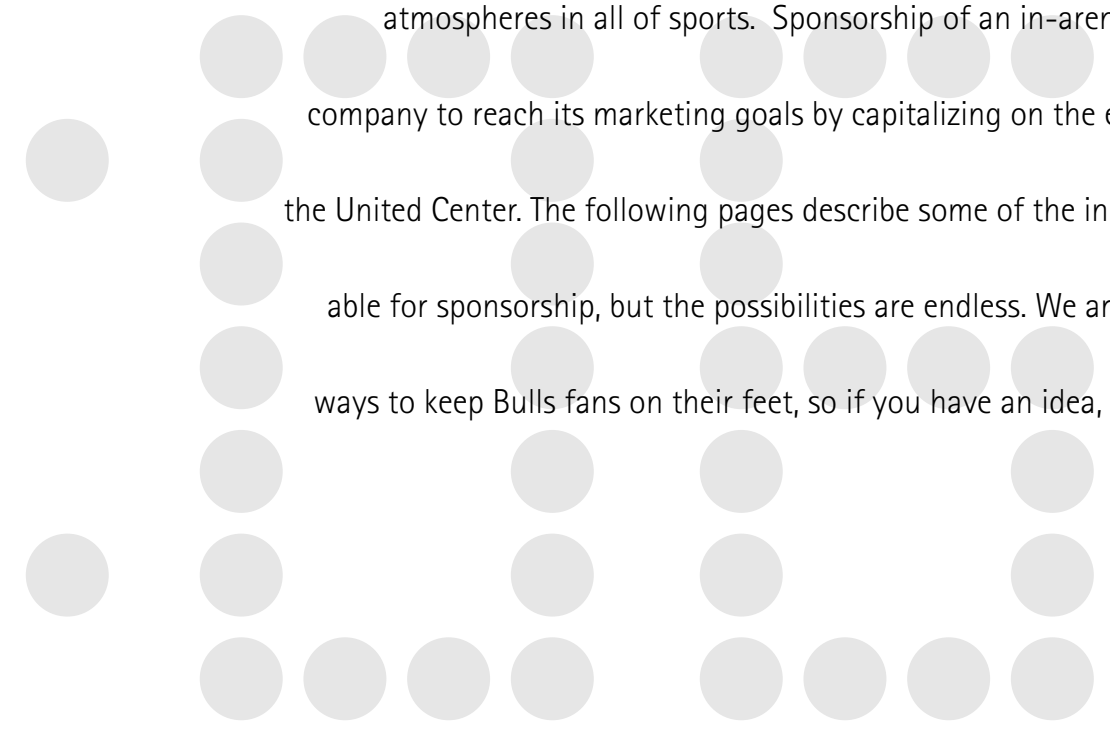 atmospheres in all of sports.  Sponsorship of an in-aren
company to reach its marketing goals by capitalizing on the e
the United Center. The following pages describe some of the in
able for sponsorship, but the possibilities are endless. We ar
ways to keep Bulls fans on their feet, so if you have an idea,